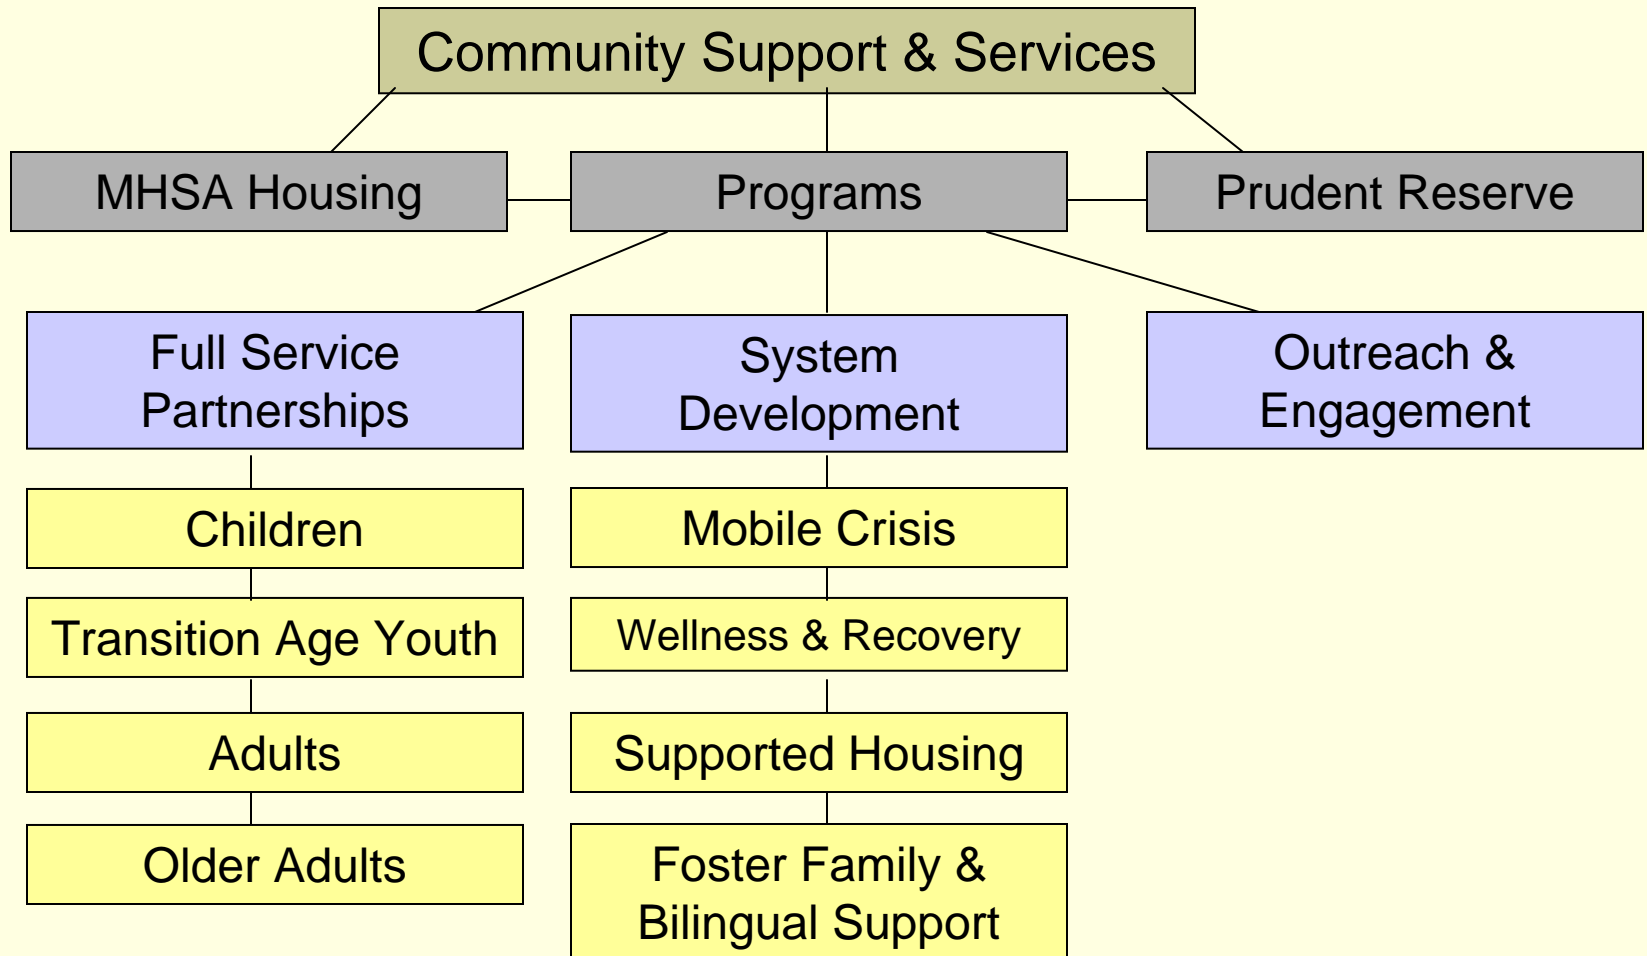 Community Support & Services
MHSA Housing
Programs
Prudent Reserve
Full Service
Partnerships
System
Development
Outreach &
Engagement
Children
Mobile Crisis
Transition Age Youth
Wellness & Recovery
Adults
Supported Housing
Older Adults
Foster Family &
Bilingual Support